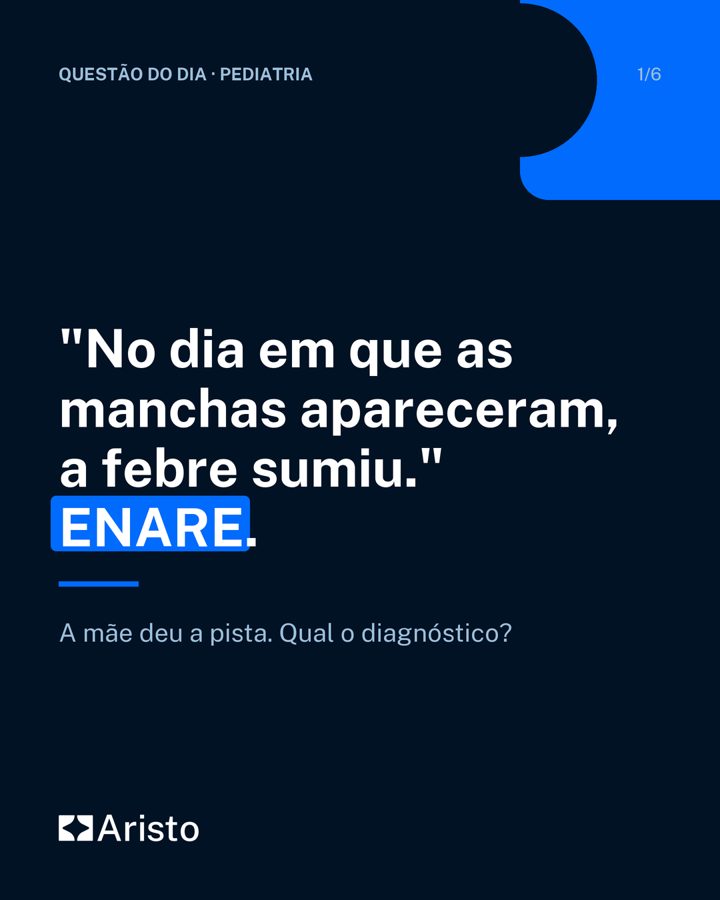 QUESTÃO DO DIA · PEDIATRIA
1/6
"No dia em que as
manchas apareceram,
a febre sumiu."
ENARE.
A mãe deu a pista. Qual o diagnóstico?
Aristo